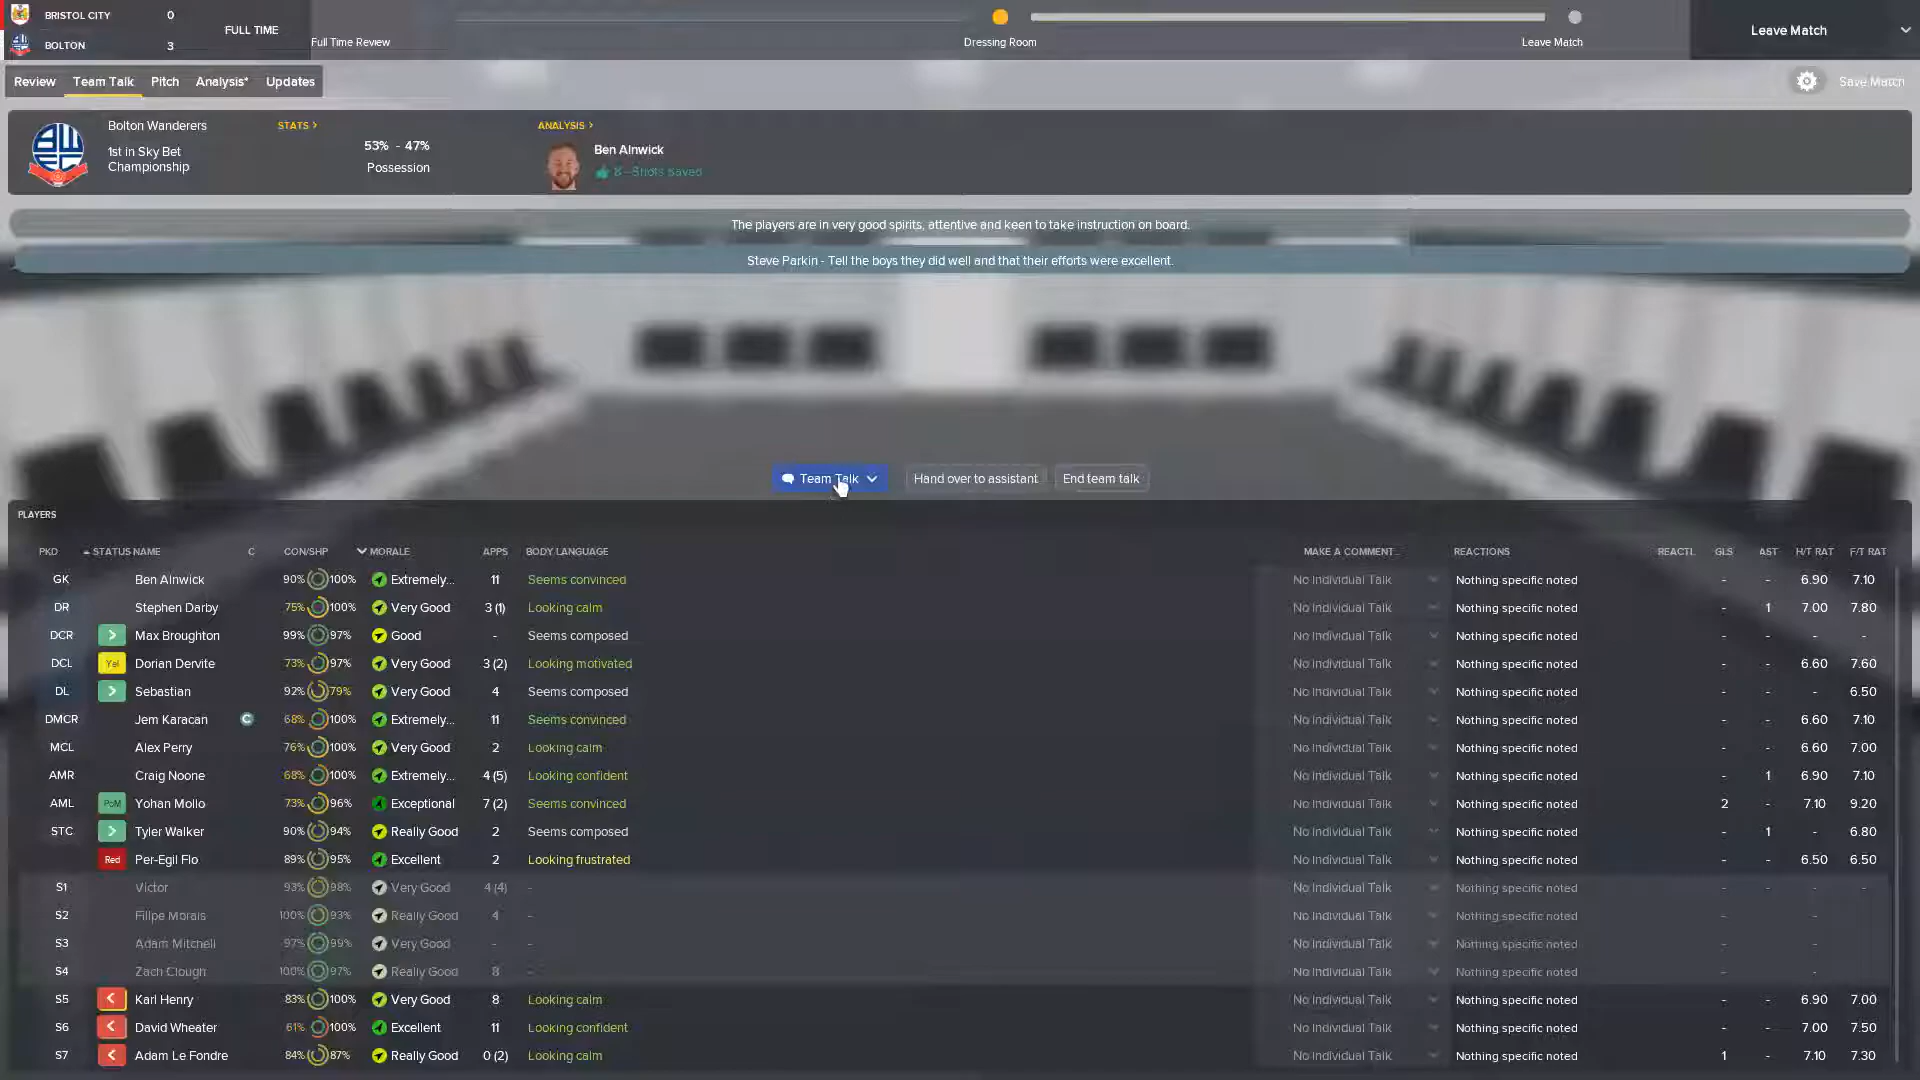 BRISTOL CITY 0
BOLTON 3
FULL TIME
Full Time Review
Dressing Room
Leave Match
Leave Match
Review Team Talk Pitch Analysis* Updates
Save Match
Bolton Wanderers
1st in Sky Bet
Championship
STATS >
53% - 47%
Possession
ANALYSIS >
Ben Alnwick
8 - Shots Saved
The players are in very good spirits, attentive and keen to take instruction on board.
Steve Parkin - Tell the boys they did well and that their efforts were excellent.
Team Talk Hand over to assistant End team talk
PLAYERS
PKD STATUS NAME C CON/SHP MORALE APPS BODY LANGUAGE MAKE A COMMENT... REACTIONS REACTI.. GLS AST H/T RAT F/T RAT
GK Ben Alnwick 90% 100% Extremely... 11 Seems convinced No Individual Talk Nothing specific noted - - 6.90 7.10
DR Stephen Darby 75% 100% Very Good 3 (1) Looking calm No Individual Talk Nothing specific noted - 1 7.00 7.80
DCR Max Broughton 99% 97% Good - Seems composed No Individual Talk Nothing specific noted - - - -
DCL Yel Dorian Dervite 73% 97% Very Good 3 (2) Looking motivated No Individual Talk Nothing specific noted - - 6.60 7.60
DL Sebastian 92% 79% Very Good 4 Seems composed No Individual Talk Nothing specific noted - - - 6.50
DMCR Jem Karacan C 68% 100% Extremely... 11 Seems convinced No Individual Talk Nothing specific noted - - 6.60 7.10
MCL Alex Perry 76% 100% Very Good 2 Looking calm No Individual Talk Nothing specific noted - - 6.60 7.00
AMR Craig Noone 68% 100% Extremely... 4 (5) Looking confident No Individual Talk Nothing specific noted - 1 6.90 7.10
AML PoM Yohan Mollo 73% 96% Exceptional 7 (2) Seems convinced No Individual Talk Nothing specific noted 2 - 7.10 9.20
STC Tyler Walker 90% 94% Really Good 2 Seems composed No Individual Talk Nothing specific noted - 1 - 6.80
Red Per-Egil Flo 89% 95% Excellent 2 Looking frustrated No Individual Talk Nothing specific noted - - 6.50 6.50
S1 Victor 93% 98% Very Good 4 (4) - No Individual Talk Nothing specific noted - - - -
S2 Filipe Morais 100% 93% Really Good 4 - No Individual Talk Nothing specific noted - -
S3 Adam Mitchell 97% 99% Very Good - - No Individual Talk Nothing specific noted - -
S4 Zach Clough 100% 97% Really Good 8 - No Individual Talk Nothing specific noted - -
S5 Karl Henry 83% 100% Very Good 8 Looking calm No Individual Talk Nothing specific noted - - 6.90 7.00
S6 David Wheater 61% 100% Excellent 11 Looking confident No Individual Talk Nothing specific noted - - 7.00 7.50
S7 Adam Le Fondre 84% 87% Really Good 0 (2) Looking calm No Individual Talk Nothing specific noted 1 - 7.10 7.30